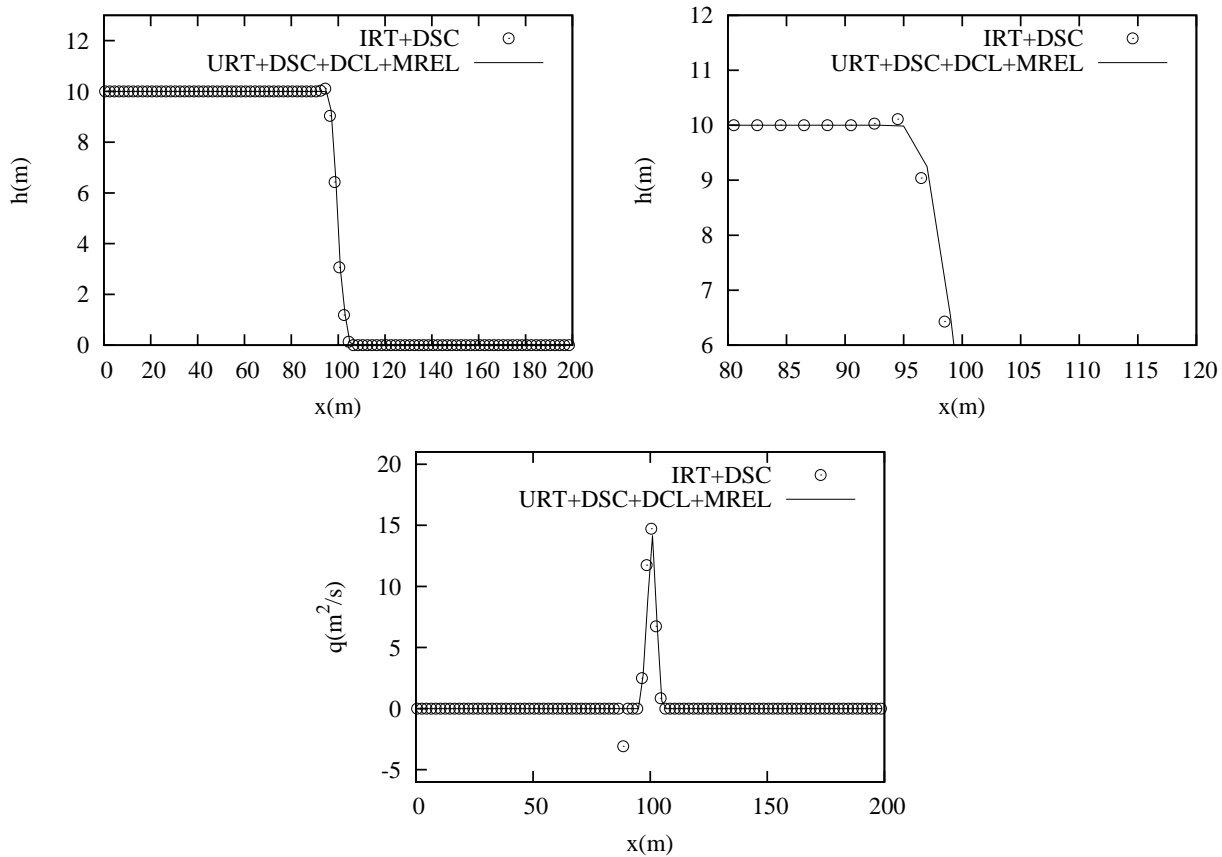 12
10
8
6
4
2
0
h(m)
IRT+DSC
URT+DSC+DCL+MREL
0 20 40 60 80 100 120 140 160 180 200
x(m)
12
11
10
9
8
7
6
h(m)
IRT+DSC
URT+DSC+DCL+MREL
80 85 90 95 100 105 110 115 120
x(m)
20
15
10
5
0
-5
q(m²/s)
IRT+DSC
URT+DSC+DCL+MREL
0 50 100 150 200
x(m)